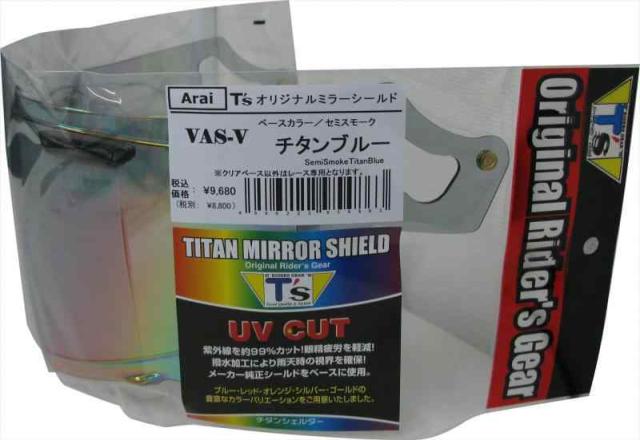 Arai T's オリジナルミラーシールド
VAS-V
ベースカラー／セミスモーク
チタンブルー
SemiSmokeTitanBlue
※クリアベース以外はレース専用となります。
税込価格: ¥9,680
(税別: ¥8,800)
TITAN MIRROR SHIELD
Original Rider's Gear
T's
UV CUT
紫外線を約99%カット!眼精疲労を軽減!
撥水加工により雨天時の視界を確保!
メーカー純正シールドをベースに使用。
ブルー・レッド・オレンジ・シルバー・ゴールドの
豊富なカラーバリエーションをご用意いたしました。
チタンシェルター
T's
Original Rider's Gear